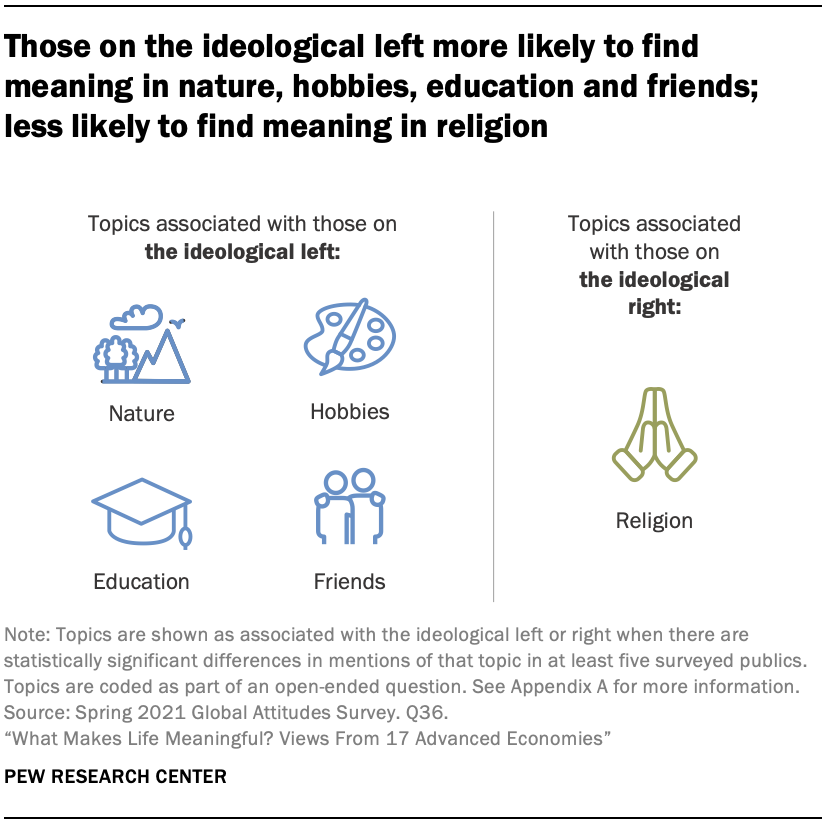 Those on the ideological left more likely to find
meaning in nature, hobbies, education and friends;
less likely to find meaning in religion
Topics associated with those on
the ideological left:
Nature
Hobbies
Education
Friends
Topics associated
with those on
the ideological
right:
Religion
Note: Topics are shown as associated with the ideological left or right when there are
statistically significant differences in mentions of that topic in at least five surveyed publics.
Topics are coded as part of an open-ended question. See Appendix A for more information.
Source: Spring 2021 Global Attitudes Survey. Q36.
“What Makes Life Meaningful? Views From 17 Advanced Economies”
PEW RESEARCH CENTER